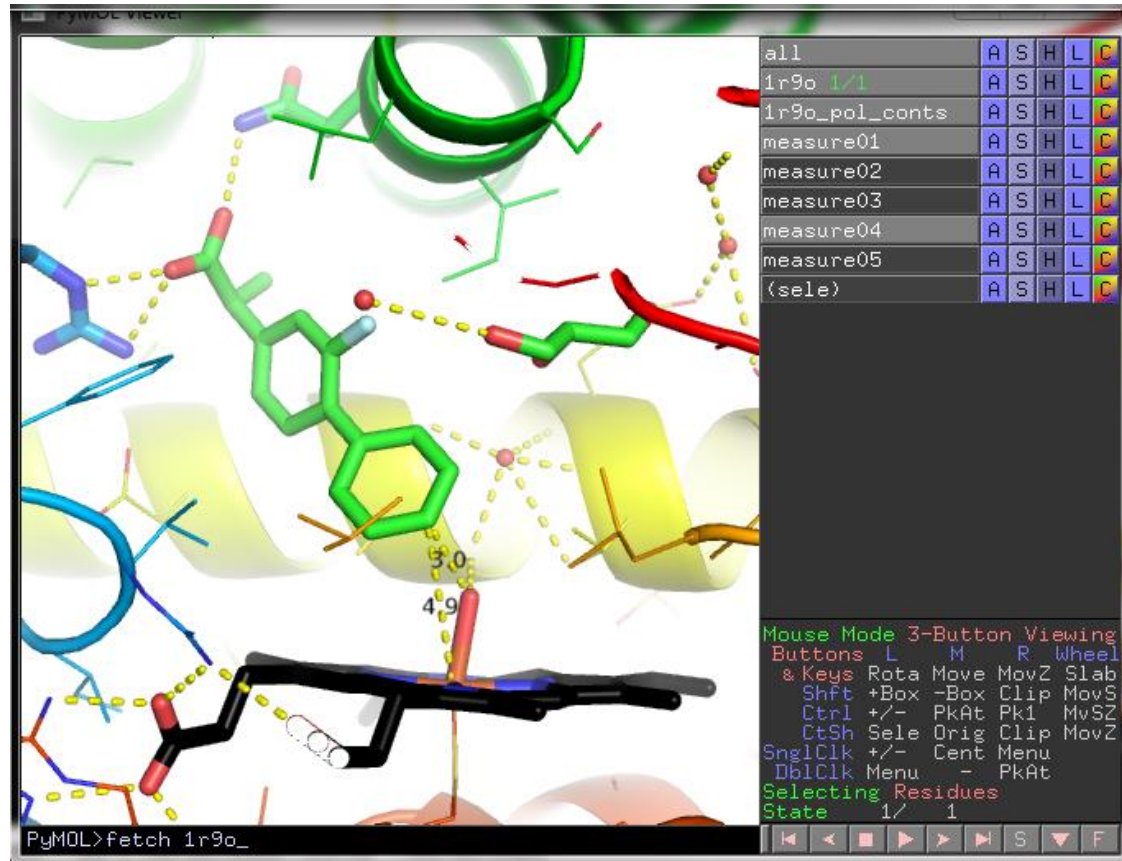 PyMOL Viewer
all A S H L C
1r9o 1/1 A S H L C
1r9o_pol_conts A S H L C
measure01 A S H L C
measure02 A S H L C
measure03 A S H L C
measure04 A S H L C
measure05 A S H L C
(sele) A S H L C
3.0
4.9
Mouse Mode 3-Button Viewing
Buttons L M R Wheel
& Keys Rota Move MovZ Slab
Shft +Box -Box Clip MovS
Ctrl +/- PkAt Pk1 MvSZ
CtSh Sele Orig Clip MovZ
SnglClk +/- Cent Menu
DblClk Menu - PkAt
Selecting Residues
State 1/ 1
PyMOL>fetch 1r9o_
S F